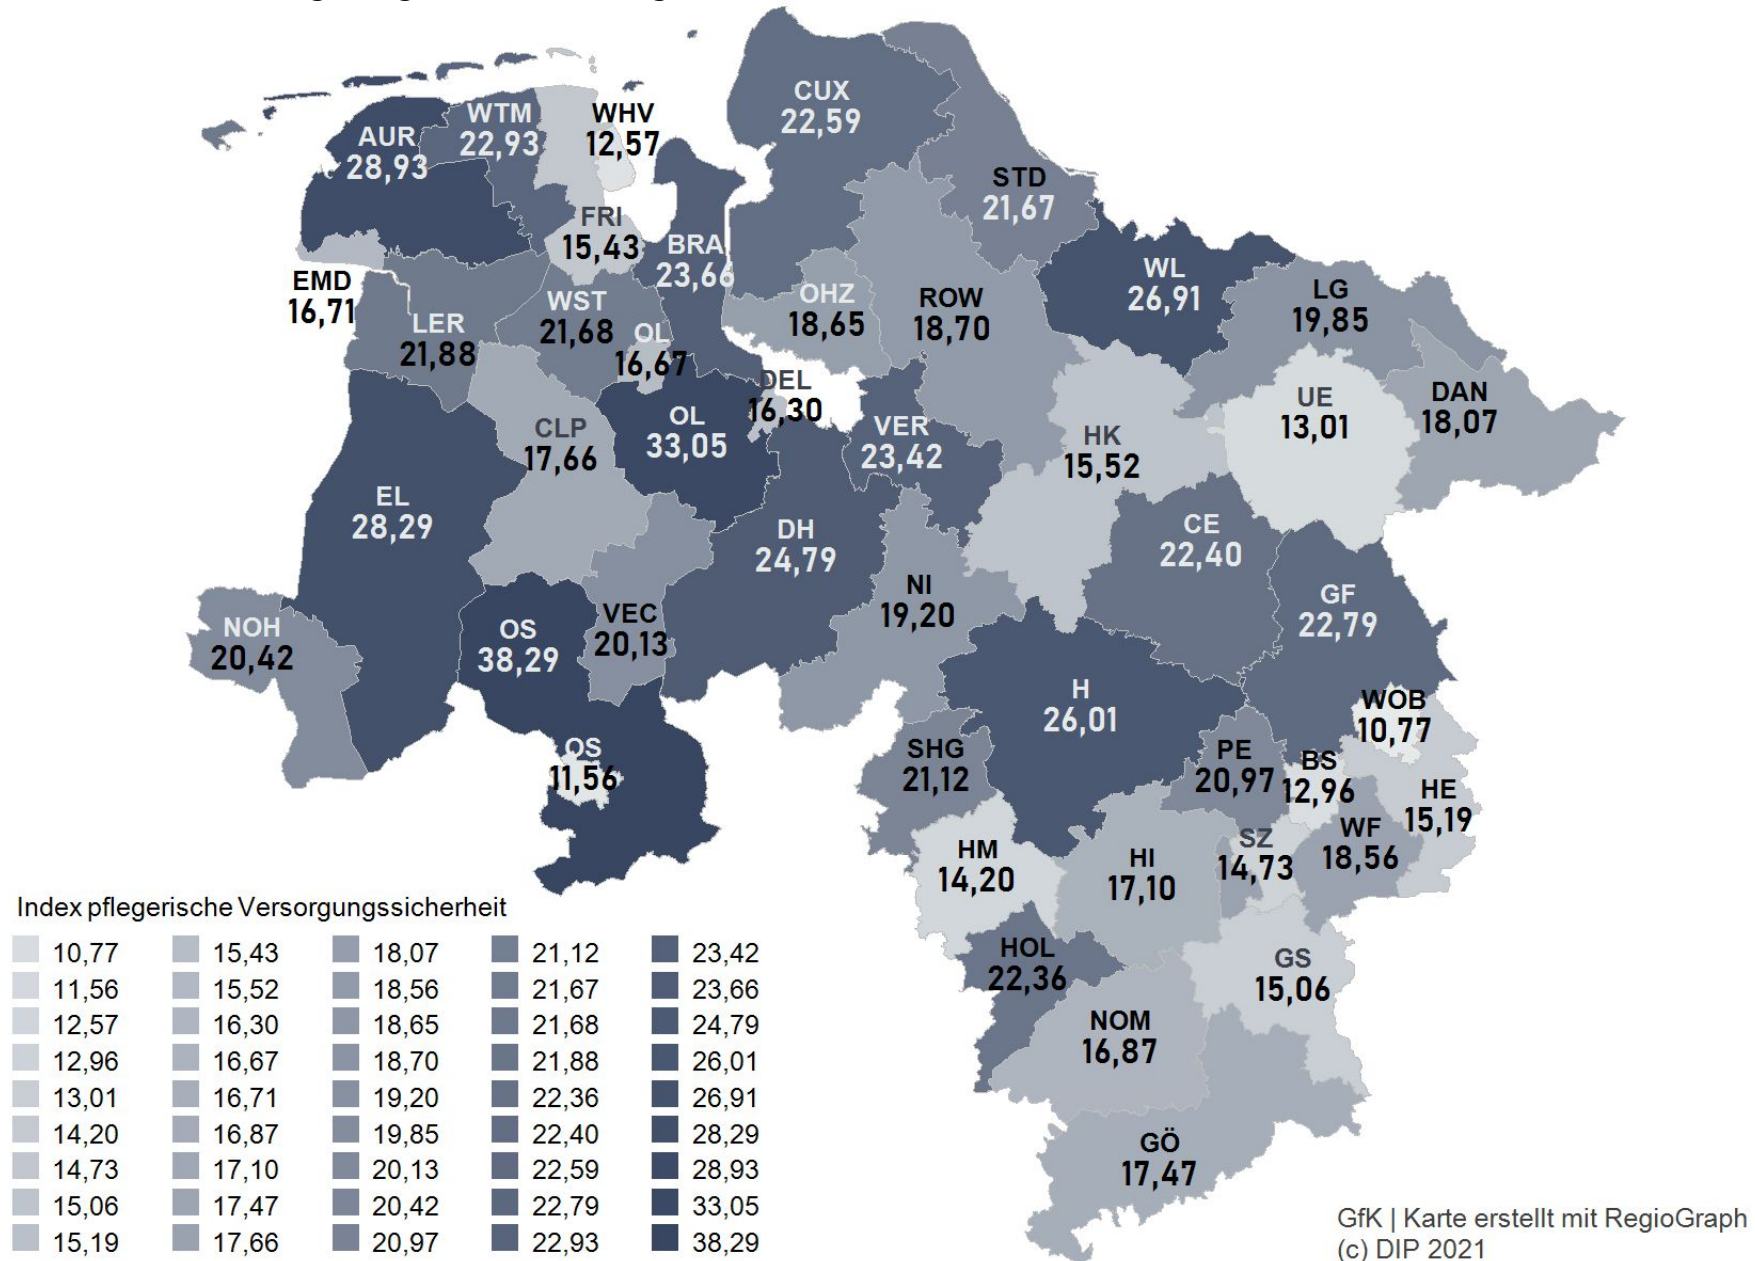 CUX
22,59
WTM
22,93
WHV
12,57
AUR
28,93
STD
21,67
FRI
15,43
BRA
23,66
WL
26,91
EMD
16,71
LG
19,85
OHZ
18,65
ROW
18,70
WST
21,68
LER
21,88
OL
16,67
DEL
16,30
UE
13,01
DAN
18,07
OL
33,05
VER
23,42
CLP
17,66
HK
15,52
EL
28,29
DH
24,79
CE
22,40
NI
19,20
GF
22,79
VEC
20,13
NOH
20,42
OS
38,29
H
26,01
WOB
10,77
OS
11,56
SHG
21,12
PE
20,97
BS
12,96
HE
15,19
WF
18,56
SZ
14,73
HM
14,20
HI
17,10
HOL
22,36
GS
15,06
NOM
16,87
GÖ
17,47
Index pflegerische Versorgungssicherheit
10,77 15,43 18,07 21,12 23,42
11,56 15,52 18,56 21,67 23,66
12,57 16,30 18,65 21,68 24,79
12,96 16,67 18,70 21,88 26,01
13,01 16,71 19,20 22,36 26,91
14,20 16,87 19,85 22,40 28,29
14,73 17,10 20,13 22,59 28,93
15,06 17,47 20,42 22,79 33,05
15,19 17,66 20,97 22,93 38,29
GfK | Karte erstellt mit RegioGraph
(c) DIP 2021